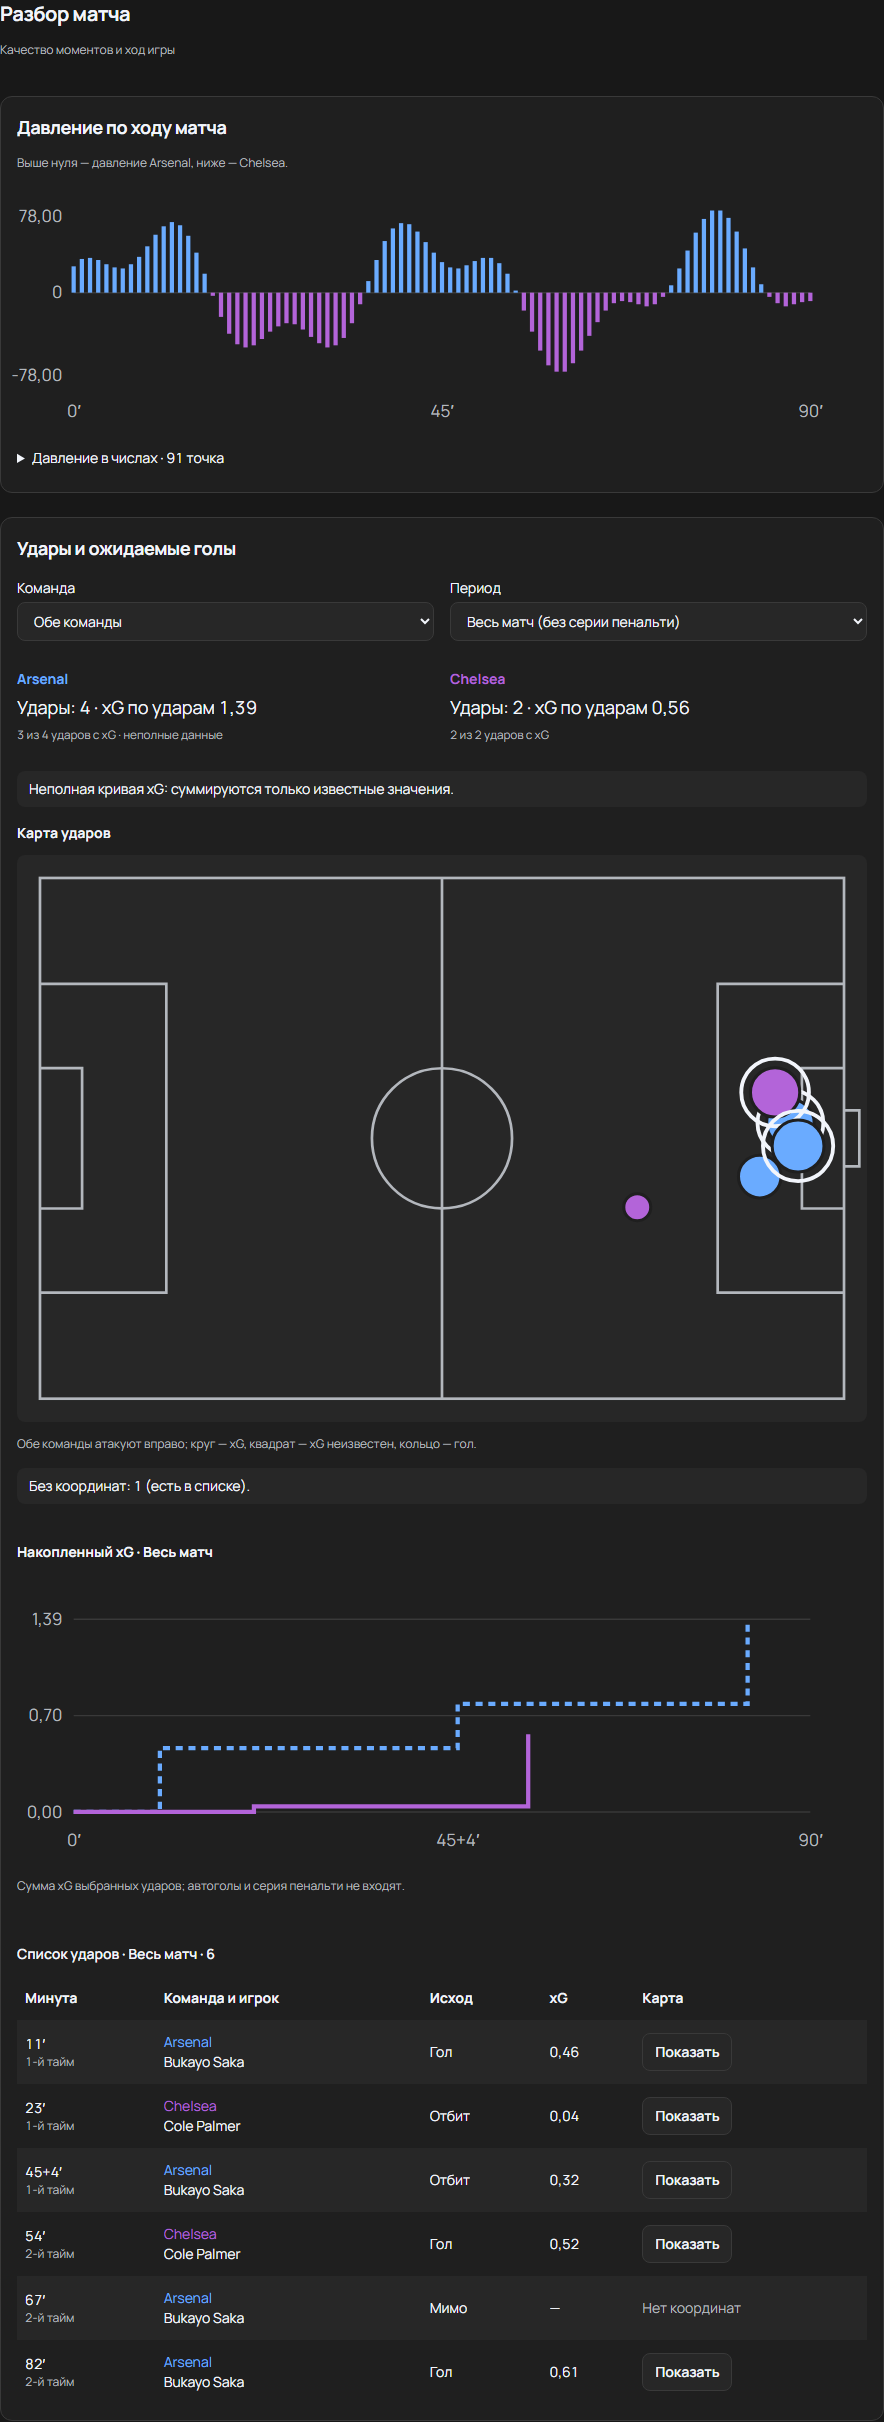 Разбор матча
Качество моментов и ход игры
Давление по ходу матча
Выше нуля — давление Arsenal, ниже — Chelsea.
78,00
0
-78,00
0′ 45′ 90′
Давление в числах · 91 точка
Удары и ожидаемые голы
Команда Период
Обе команды Весь матч (без серии пенальти)
Arsenal Chelsea
Удары: 4 · xG по ударам 1,39 Удары: 2 · xG по ударам 0,56
3 из 4 ударов с xG · неполные данные 2 из 2 ударов с xG
Неполная кривая xG: суммируются только известные значения.
Карта ударов
Обе команды атакуют вправо; круг — xG, квадрат — xG неизвестен, кольцо — гол.
Без координат: 1 (есть в списке).
Накопленный xG · Весь матч
1,39
0,70
0,00
0′ 45+4′ 90′
Сумма xG выбранных ударов; автоголы и серия пенальти не входят.
Список ударов · Весь матч · 6
Минута Команда и игрок Исход xG Карта
11′ Arsenal
1-й тайм Bukayo Saka Гол 0,46 Показать
23′ Chelsea
1-й тайм Cole Palmer Отбит 0,04 Показать
45+4′ Arsenal
1-й тайм Bukayo Saka Отбит 0,32 Показать
54′ Chelsea
2-й тайм Cole Palmer Гол 0,52 Показать
67′ Arsenal
2-й тайм Bukayo Saka Мимо — Нет координат
82′ Arsenal
2-й тайм Bukayo Saka Гол 0,61 Показать